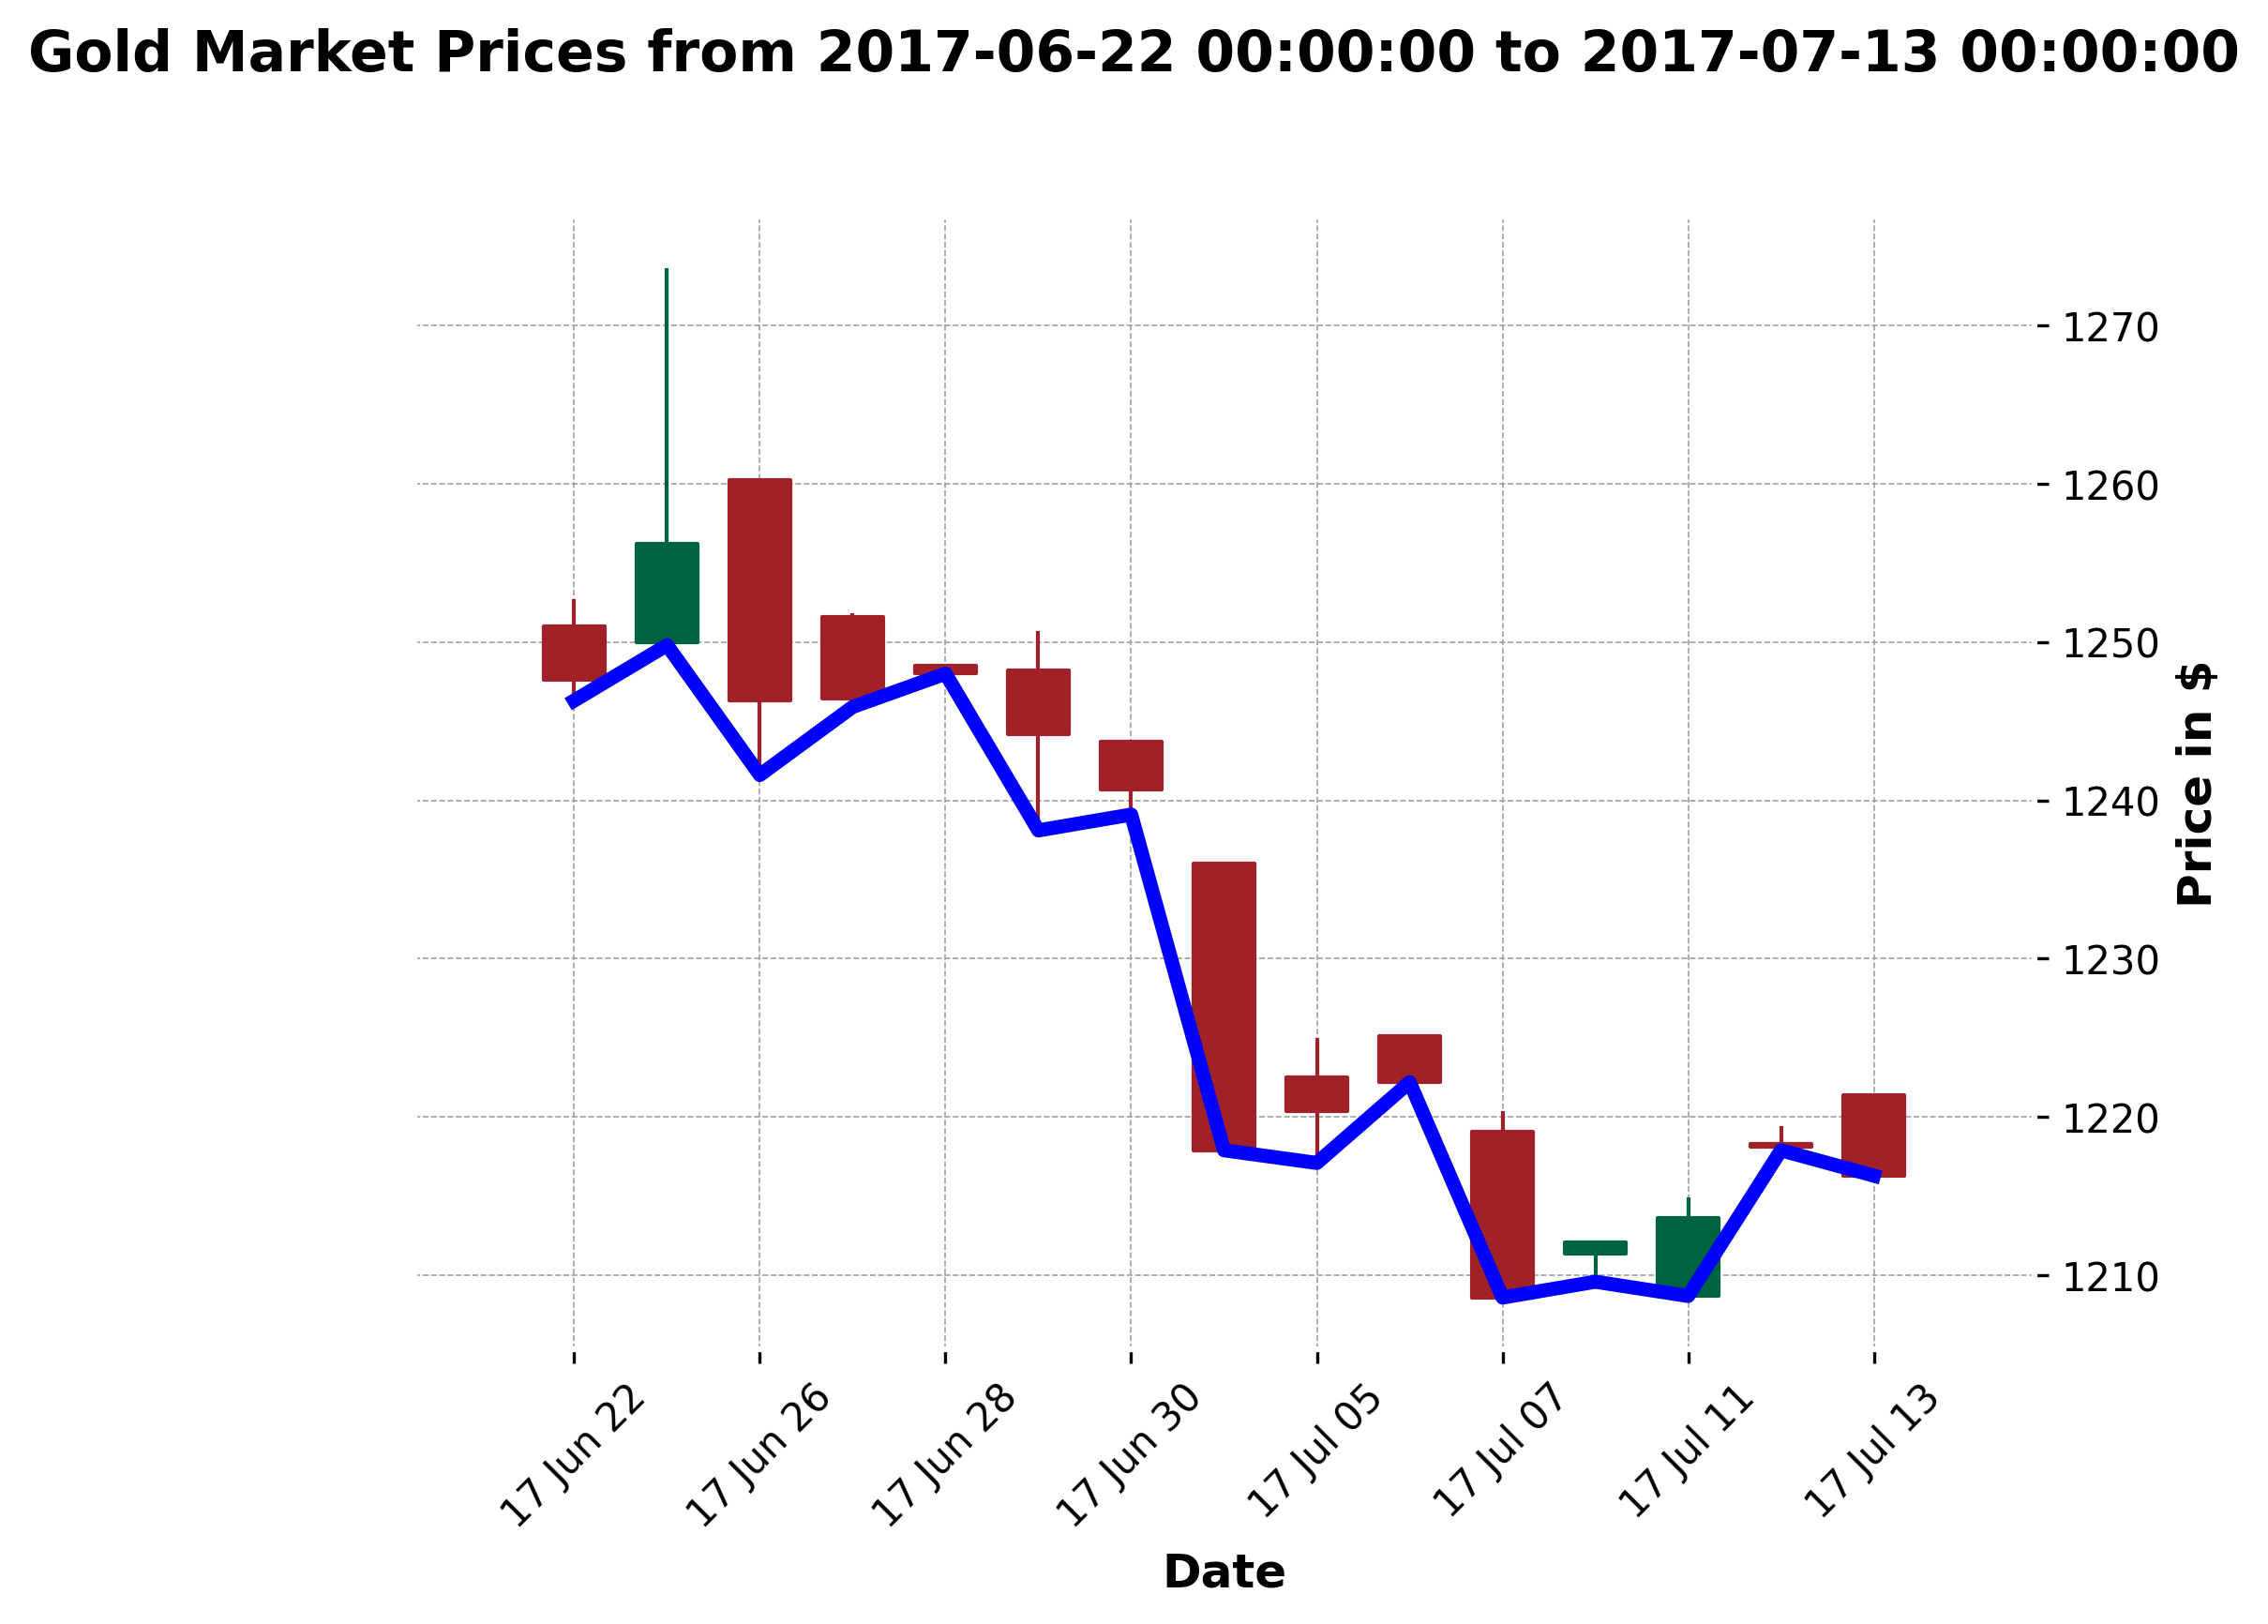 Gold Market Prices from 2017-06-22 00:00:00 to 2017-07-13 00:00:00
1270
1260
1250
1240
1230
1220
1210
Price in $
17 Jun 22
17 Jun 26
17 Jun 28
17 Jun 30
17 Jul 05
17 Jul 07
17 Jul 11
17 Jul 13
Date